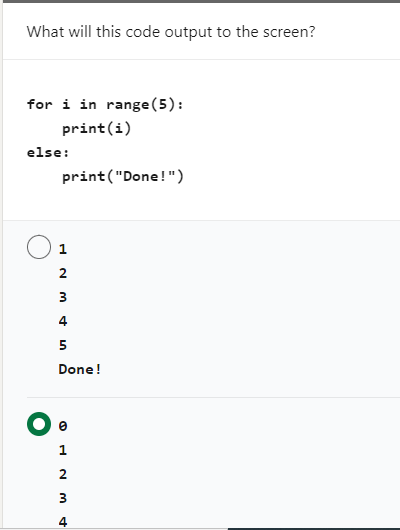 What will this code output to the screen?
for i in range(5):
    print(i)
else:
    print("Done!")
1
2
3
4
5
Done!
0
1
2
3
4